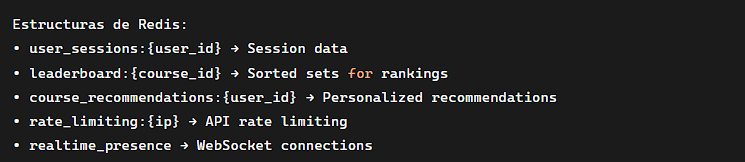 Estructuras de Redis:
• user_sessions:{user_id} → Session data
• leaderboard:{course_id} → Sorted sets for rankings
• course_recommendations:{user_id} → Personalized recommendations
• rate_limiting:{ip} → API rate limiting
• realtime_presence → WebSocket connections